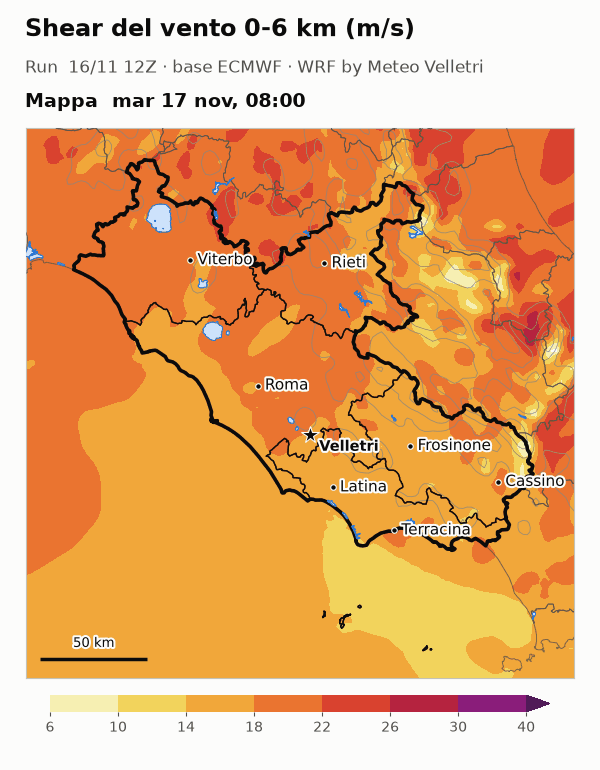 Shear del vento 0-6 km (m/s)
Run  16/11 12Z · base ECMWF · WRF by Meteo Velletri
Mappa  mar 17 nov, 08:00
Viterbo
Rieti
Roma
Velletri
Frosinone
Cassino
Latina
Terracina
50 km
6 10 14 18 22 26 30 40